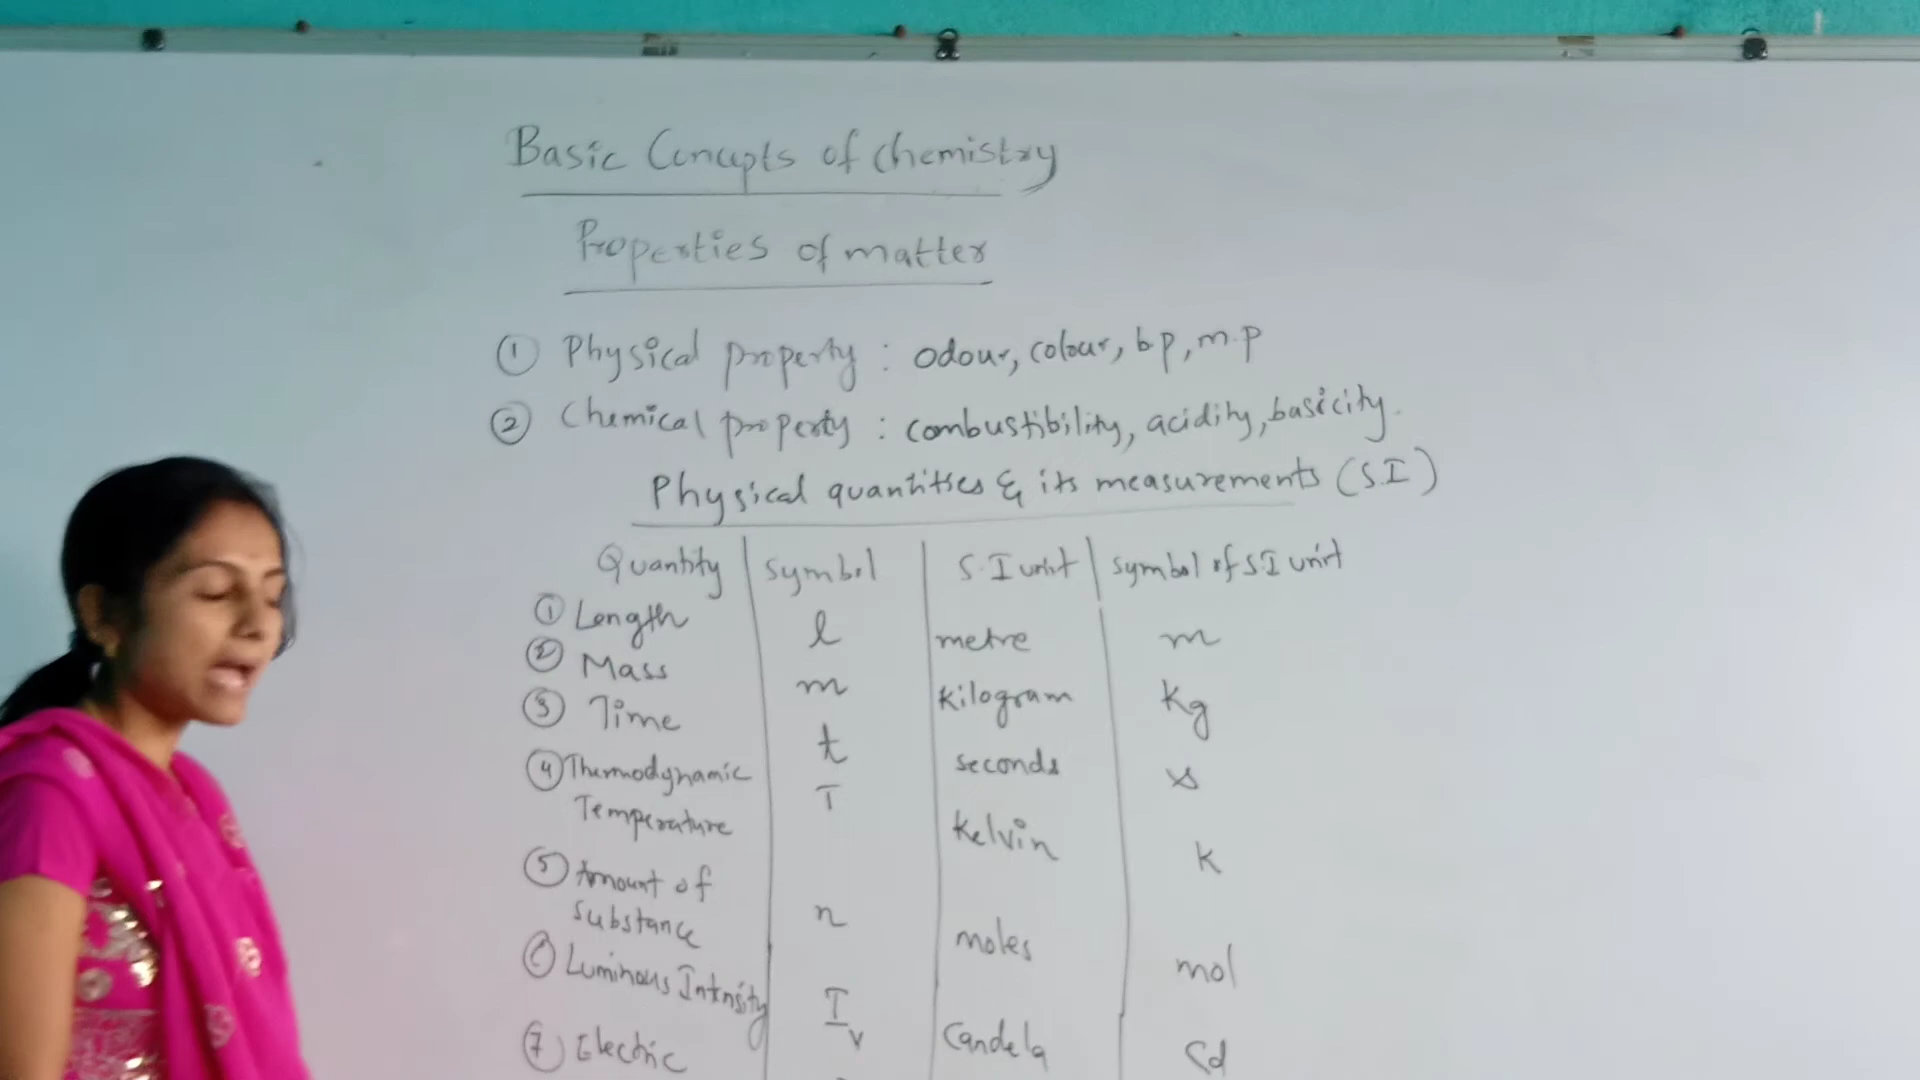 Basic Concepts of chemistry
Properties of matter
① Physical property : odour, colour, bp, m.p
② Chemical property : combustibility, acidity, basicity.
Physical quantities & its measurements (S.I)
Quantity symbol S.I unit symbol of S.I unit
① Length l metre m
② Mass m kilogram kg
③ Time t seconds s
④ Thermodynamic
Temperature T kelvin k
⑤ Amount of
substance n moles mol
⑥ Luminous Intnsity Iv Candela Cd
⑦ Electric